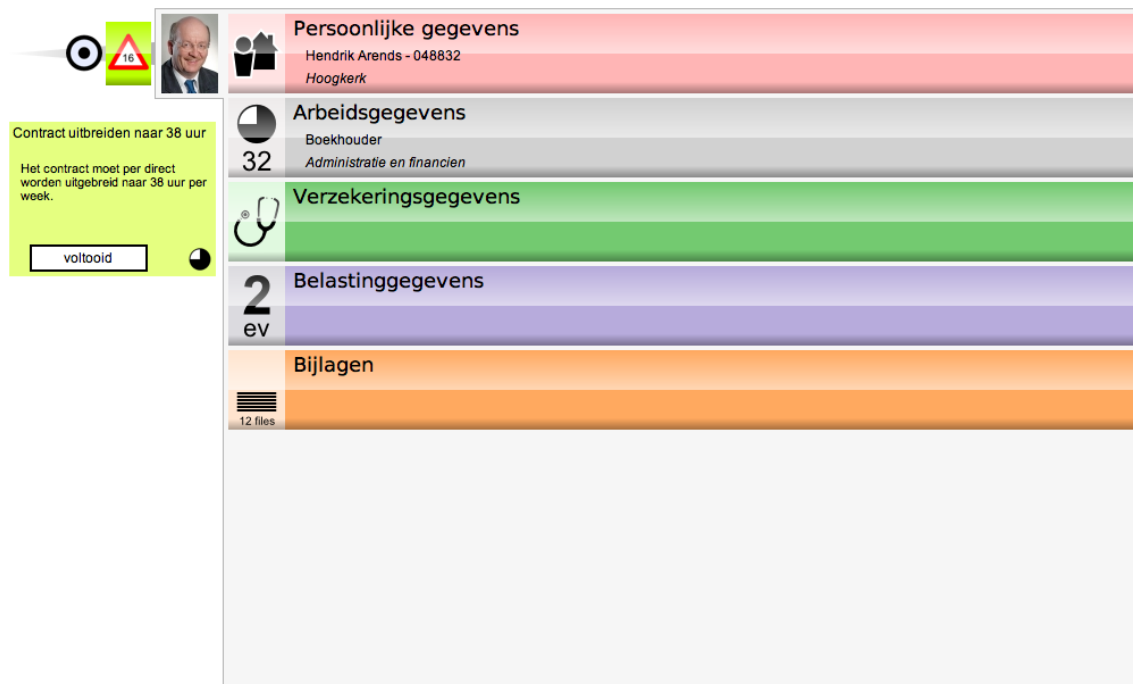 16
Persoonlijke gegevens
Hendrik Arends - 048832
Hoogkerk
Contract uitbreiden naar 38 uur
Het contract moet per direct
worden uitgebreid naar 38 uur per
week.
voltooid
Arbeidsgegevens
Boekhouder
32
Administratie en financien
Verzekeringsgegevens
Belastinggegevens
2
ev
Bijlagen
12 files